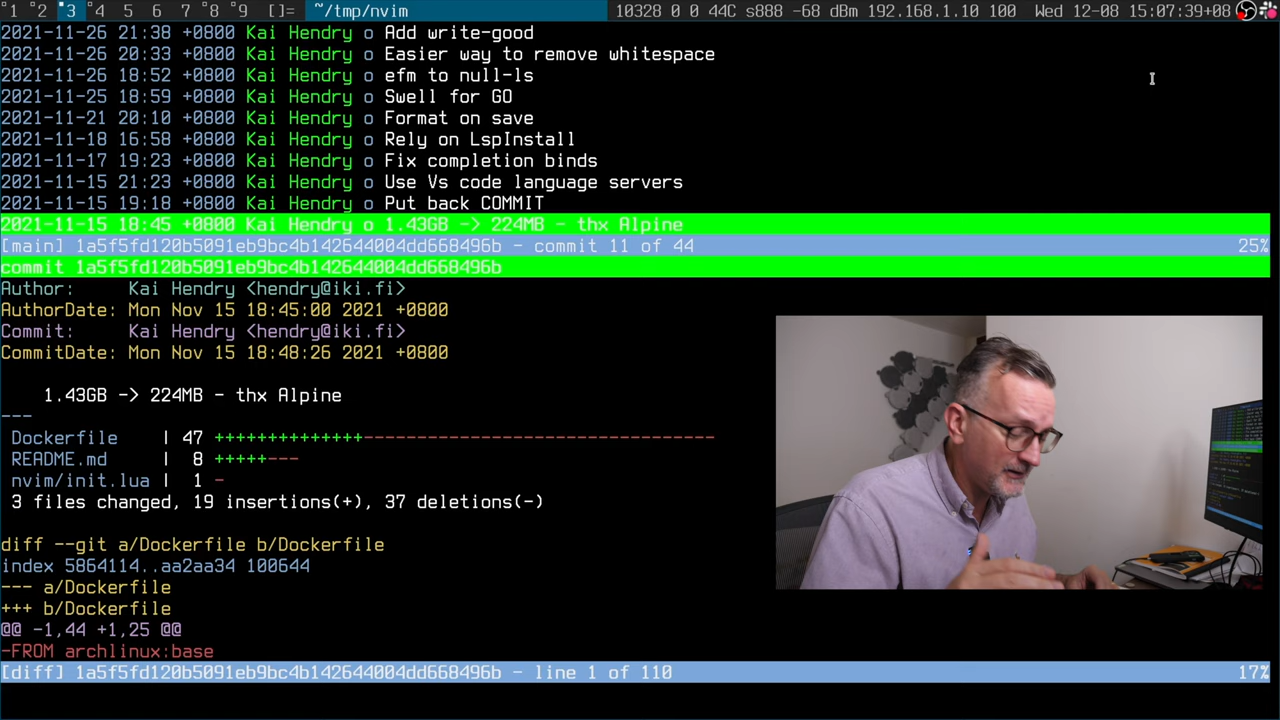 1 2 3 4 5 6 7 8 9 []= ~/tmp/nvim 10328 0 0 44C s888 -68 dBm 192.168.1.10 100 Wed 12-08 15:07:39+08
2021-11-26 21:38 +0800 Kai Hendry o Add write-good
2021-11-26 20:33 +0800 Kai Hendry o Easier way to remove whitespace
2021-11-26 18:52 +0800 Kai Hendry o efm to null-ls
2021-11-25 18:59 +0800 Kai Hendry o Swell for GO
2021-11-21 20:10 +0800 Kai Hendry o Format on save
2021-11-18 16:58 +0800 Kai Hendry o Rely on LspInstall
2021-11-17 19:23 +0800 Kai Hendry o Fix completion binds
2021-11-15 21:23 +0800 Kai Hendry o Use Vs code language servers
2021-11-15 19:18 +0800 Kai Hendry o Put back COMMIT
2021-11-15 18:45 +0800 Kai Hendry o 1.43GB -> 224MB - thx Alpine
[main] 1a5f5fd120b5091eb9bc4b142644004dd668496b - commit 11 of 44 25%
commit 1a5f5fd120b5091eb9bc4b142644004dd668496b
Author: Kai Hendry <hendry@iki.fi>
AuthorDate: Mon Nov 15 18:45:00 2021 +0800
Commit: Kai Hendry <hendry@iki.fi>
CommitDate: Mon Nov 15 18:48:26 2021 +0800
1.43GB -> 224MB - thx Alpine
---
Dockerfile | 47 ++++++++++++++---------------------------------
README.md | 8 +++++---
nvim/init.lua | 1 -
3 files changed, 19 insertions(+), 37 deletions(-)
diff --git a/Dockerfile b/Dockerfile
index 5864114..aa2aa34 100644
--- a/Dockerfile
+++ b/Dockerfile
@@ -1,44 +1,25 @@
-FROM archlinux:base
[diff] 1a5f5fd120b5091eb9bc4b142644004dd668496b - line 1 of 110 17%